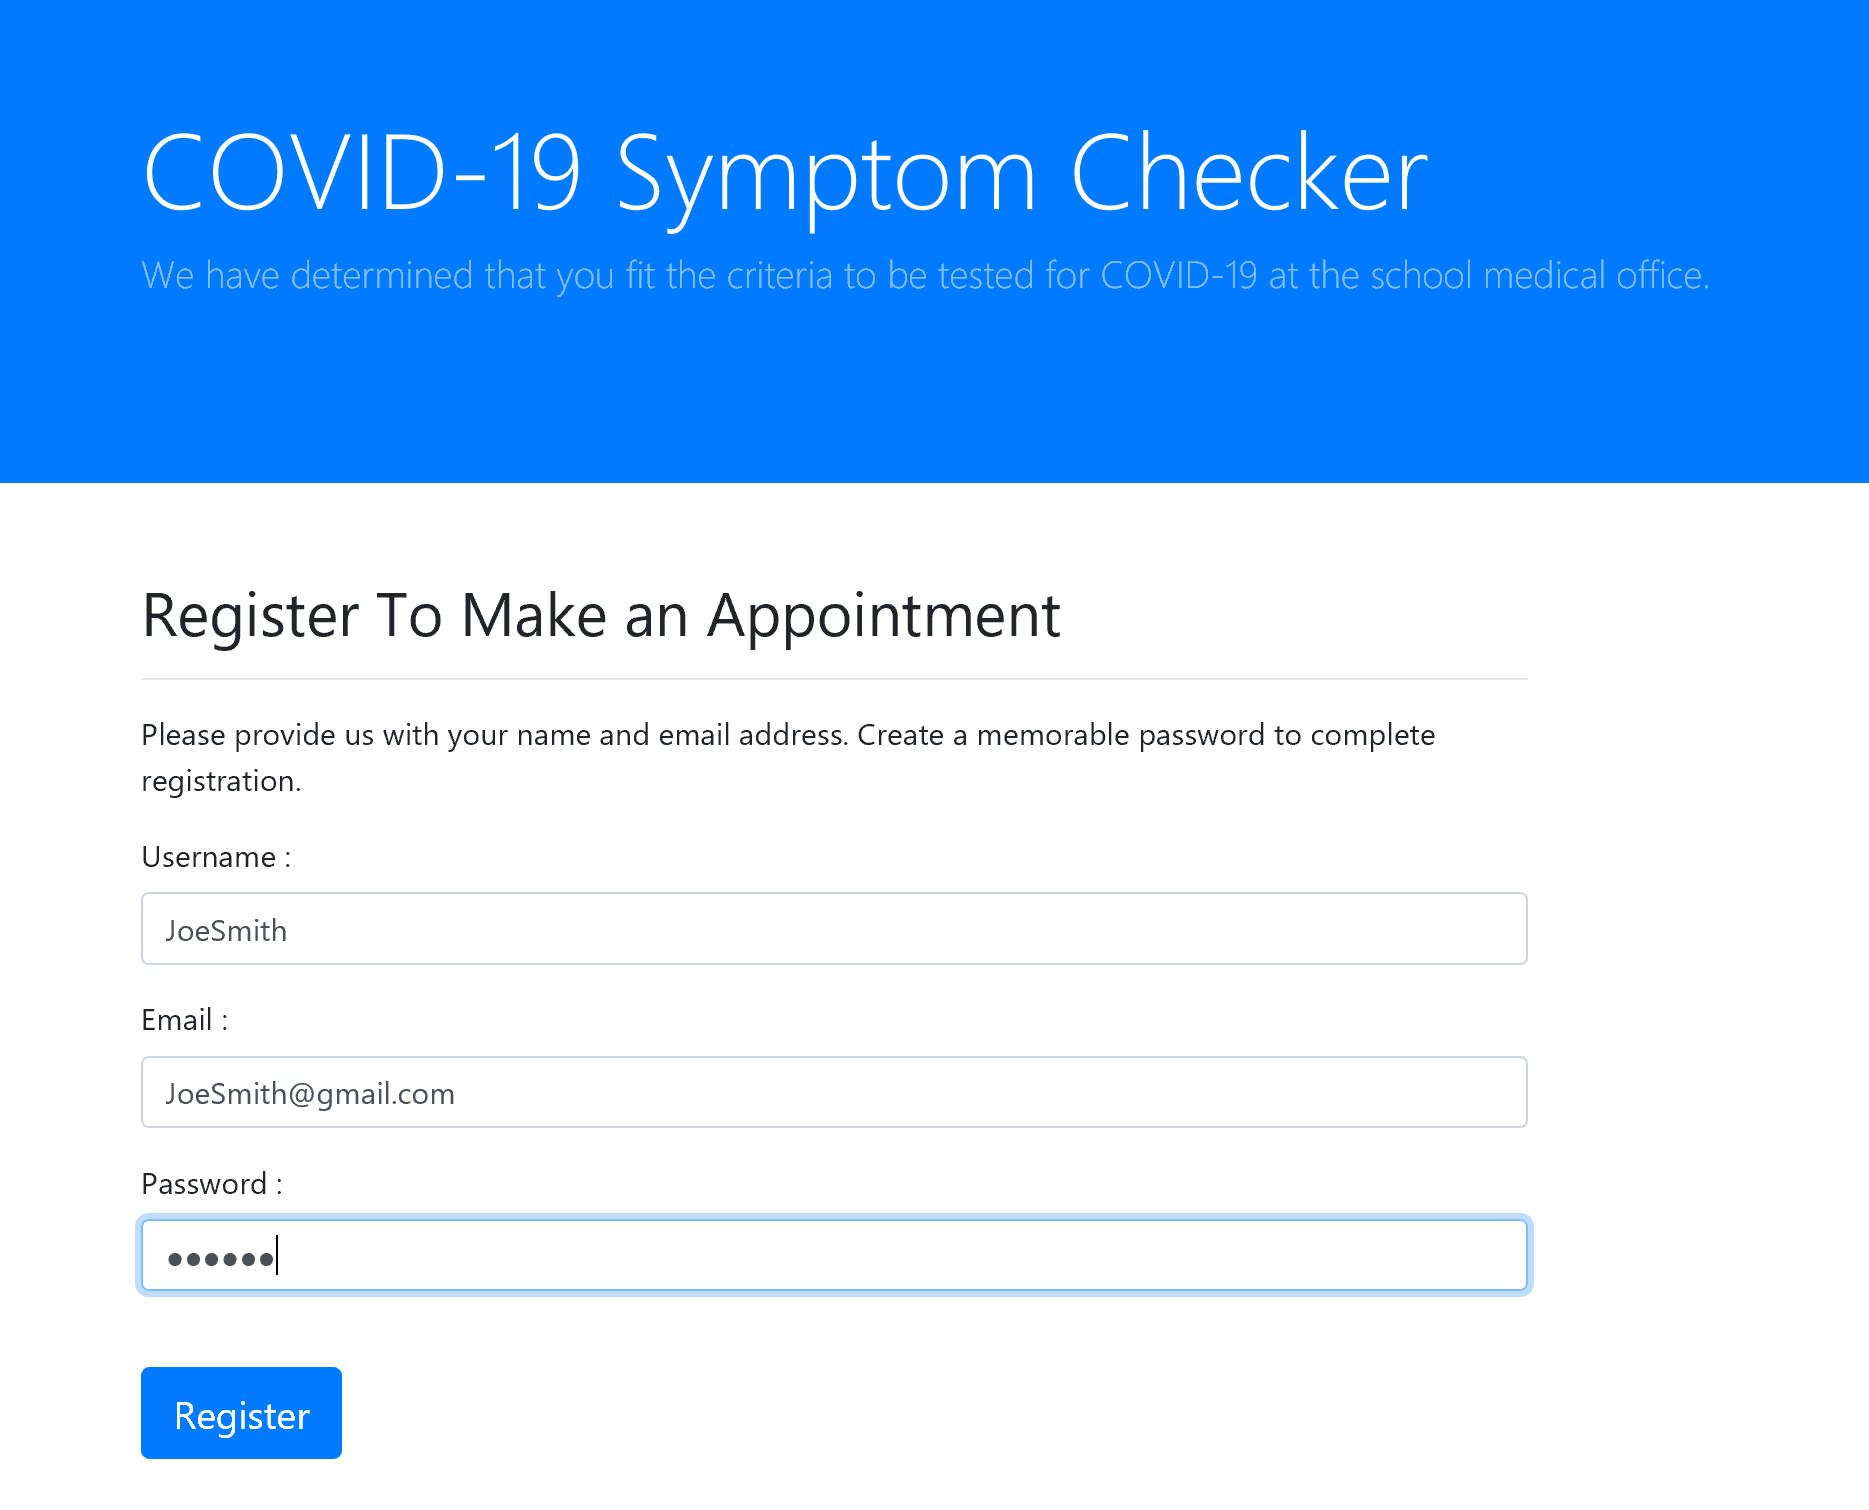 COVID-19 Symptom Checker
We have determined that you fit the criteria to be tested for COVID-19 at the school medical office.
Register To Make an Appointment
Please provide us with your name and email address. Create a memorable password to complete
registration.
Username :
JoeSmith
Email :
JoeSmith@gmail.com
Password :
••••••
Register